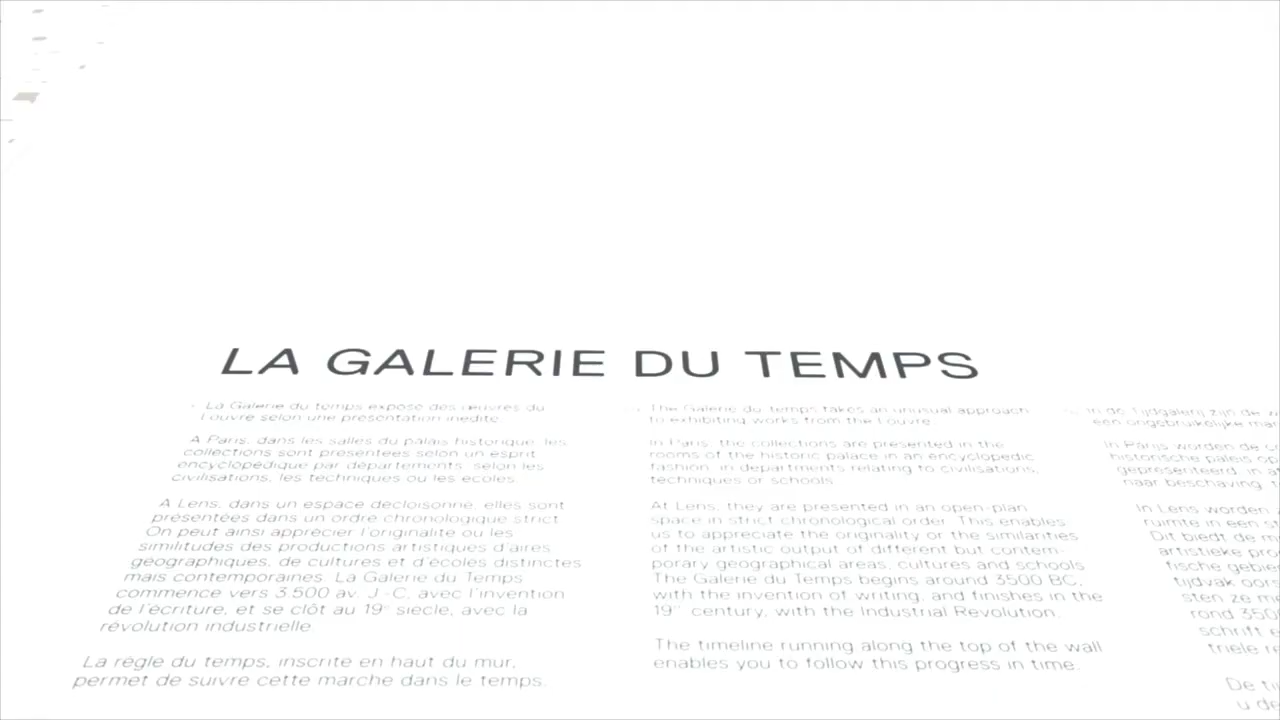 LA GALERIE DU TEMPS
La Galerie du temps expose des œuvres du
Louvre selon une présentation inédite.
A Paris, dans les salles du palais historique, les
collections sont présentées selon un esprit
encyclopédique par départements, selon les
civilisations, les techniques ou les écoles.
A Lens, dans un espace décloisonné, elles sont
présentées dans un ordre chronologique strict.
On peut ainsi apprécier l'originalité ou les
similitudes des productions artistiques d'aires
géographiques, de cultures et d'écoles distinctes
mais contemporaines. La Galerie du Temps
commence vers 3 500 av. J.-C. avec l'invention
de l'écriture, et se clôt au 19e siècle, avec la
révolution industrielle.
La règle du temps, inscrite en haut du mur,
permet de suivre cette marche dans le temps.
The Galerie du temps takes an unusual approach
to exhibiting works from the Louvre.
In Paris, the collections are presented in the
rooms of the historic palace in an encyclopedic
fashion, in departments relating to civilisations,
techniques or schools.
At Lens, they are presented in an open-plan
space in strict chronological order. This enables
us to appreciate the originality or the similarities
of the artistic output of different but contem-
porary geographical areas, cultures and schools.
The Galerie du Temps begins around 3500 BC,
with the invention of writing, and finishes in the
19th century, with the Industrial Revolution.
The timeline running along the top of the wall
enables you to follow this progress in time.
In de Tijdgalerij zijn de
een ongebruikelijke
In Parijs worden de
historische paleis
gepresenteerd, in
naar beschaving,
In Lens worden
ruimte in een
Dit biedt de
artistieke
fische
tijdvak
sten ze
rond 350
schrift
triele
De
u